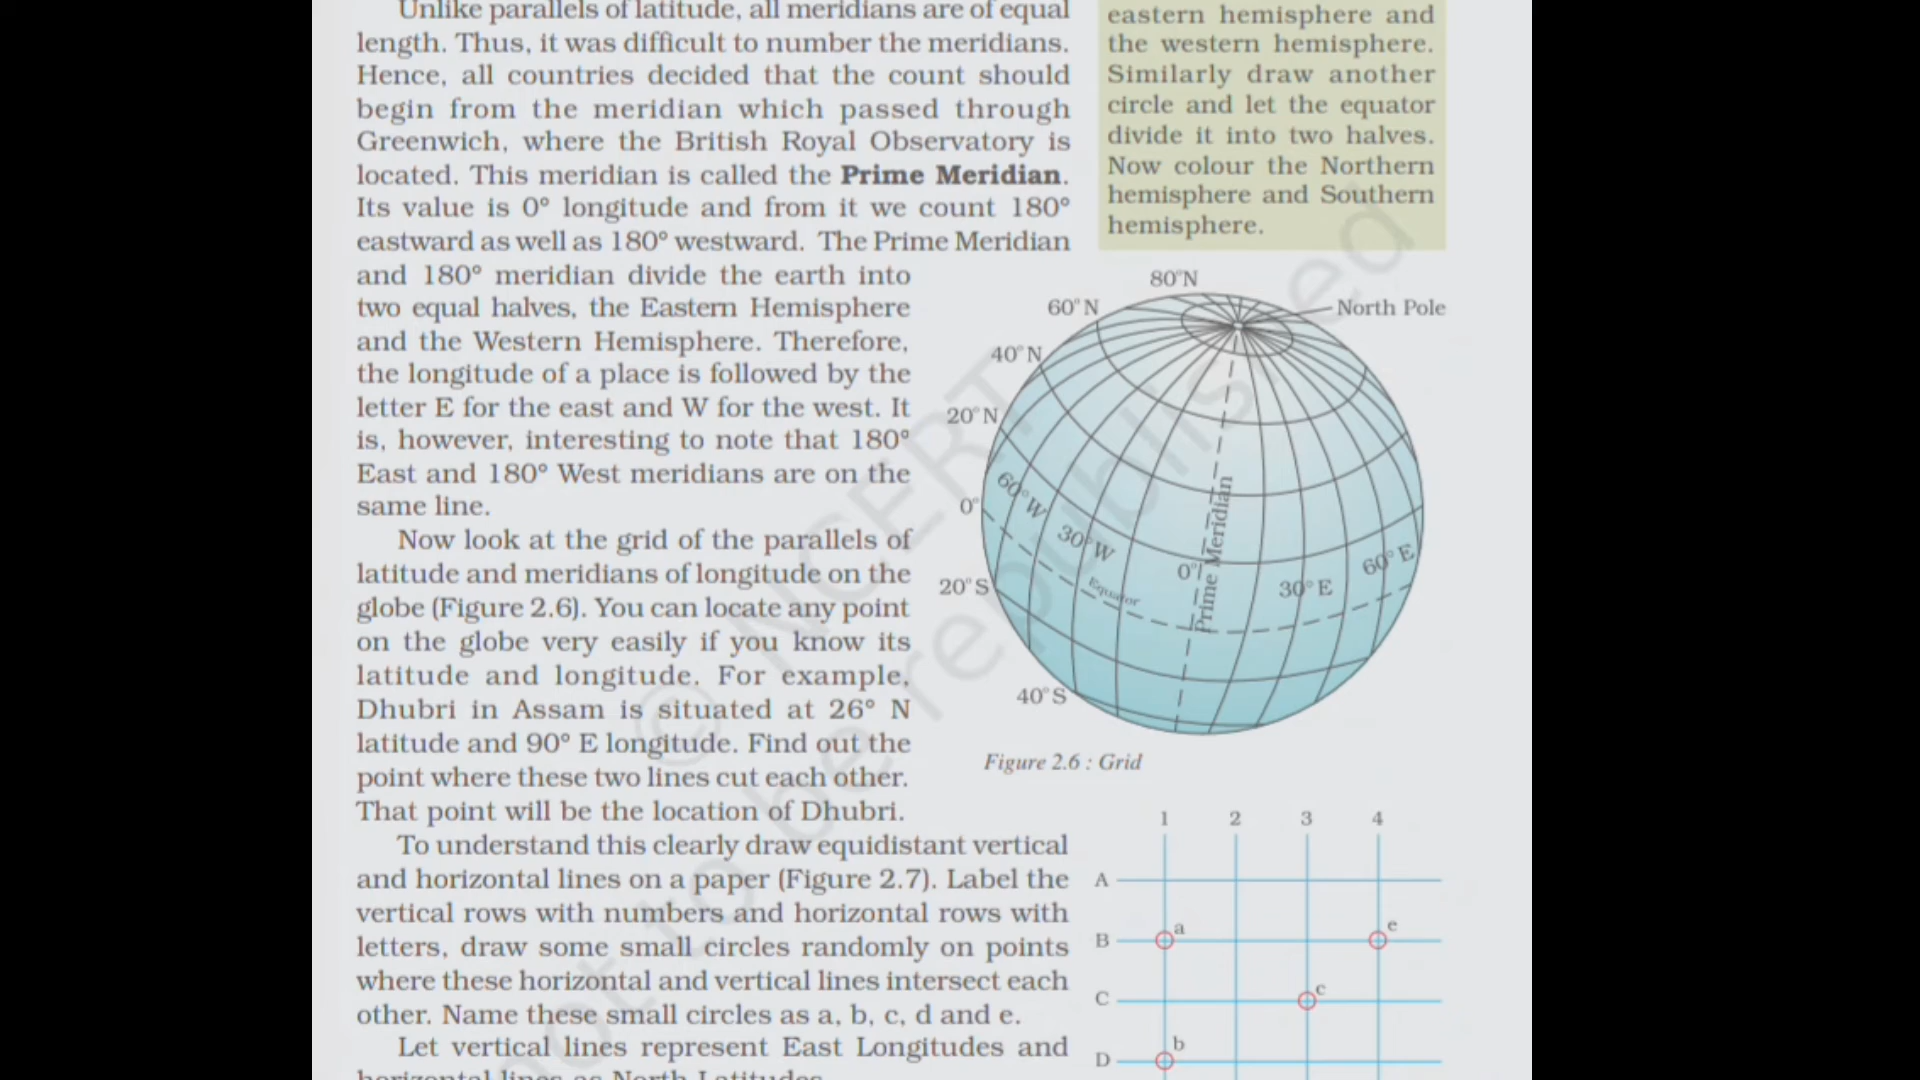 Unlike parallels of latitude, all meridians are of equal
length. Thus, it was difficult to number the meridians.
Hence, all countries decided that the count should
begin from the meridian which passed through
Greenwich, where the British Royal Observatory is
located. This meridian is called the Prime Meridian.
Its value is 0° longitude and from it we count 180°
eastward as well as 180° westward. The Prime Meridian
and 180° meridian divide the earth into
two equal halves, the Eastern Hemisphere
and the Western Hemisphere. Therefore,
the longitude of a place is followed by the
letter E for the east and W for the west. It
is, however, interesting to note that 180°
East and 180° West meridians are on the
same line.
Now look at the grid of the parallels of
latitude and meridians of longitude on the
globe (Figure 2.6). You can locate any point
on the globe very easily if you know its
latitude and longitude. For example,
Dhubri in Assam is situated at 26° N
latitude and 90° E longitude. Find out the
point where these two lines cut each other.
That point will be the location of Dhubri.
To understand this clearly draw equidistant vertical
and horizontal lines on a paper (Figure 2.7). Label the
vertical rows with numbers and horizontal rows with
letters, draw some small circles randomly on points
where these horizontal and vertical lines intersect each
other. Name these small circles as a, b, c, d and e.
Let vertical lines represent East Longitudes and
horizontal lines as North Latitudes.
eastern hemisphere and
the western hemisphere.
Similarly draw another
circle and let the equator
divide it into two halves.
Now colour the Northern
hemisphere and Southern
hemisphere.
80°N
60°N
North Pole
40°N
20°N
0°
20°S
40°S
60°W
30°W
0°
30°E
60°E
Equator
Prime Meridian
Figure 2.6 : Grid
1 2 3 4
A
B a e
C c
D b
© NCERT
not to be republished